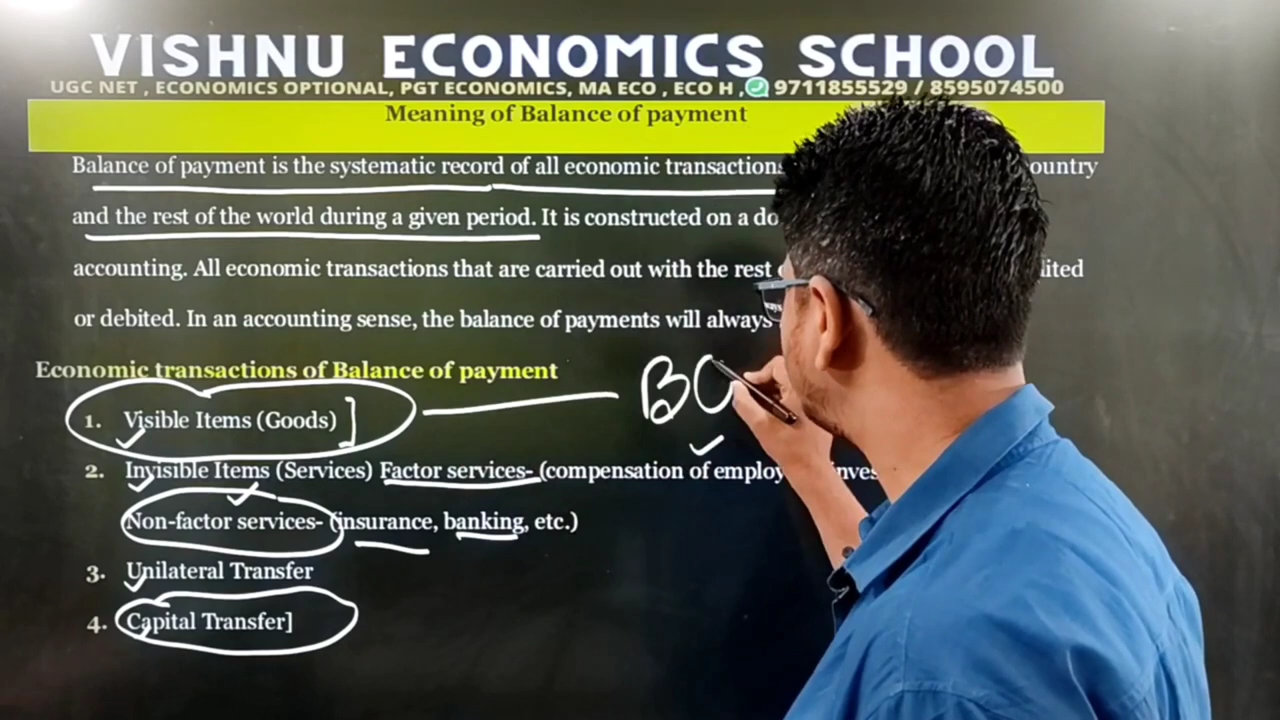 VISHNU ECONOMICS SCHOOL
UGC NET , ECONOMICS OPTIONAL, PGT ECONOMICS, MA ECO , ECO H , 9711855529 / 8595074500
Meaning of Balance of payment
Balance of payment is the systematic record of all economic
and the rest of the world during a given period. It is constructed on a
accounting. All economic transactions that are carried out with the rest
or debited. In an accounting sense, the balance of payments will always
Economic transactions of Balance of payment
1. Visible Items (Goods) ]
BO
2. Invisible Items (Services) Factor services- (compensation of
Non-factor services- (insurance, banking, etc.)
3. Unilateral Transfer
4. Capital Transfer]